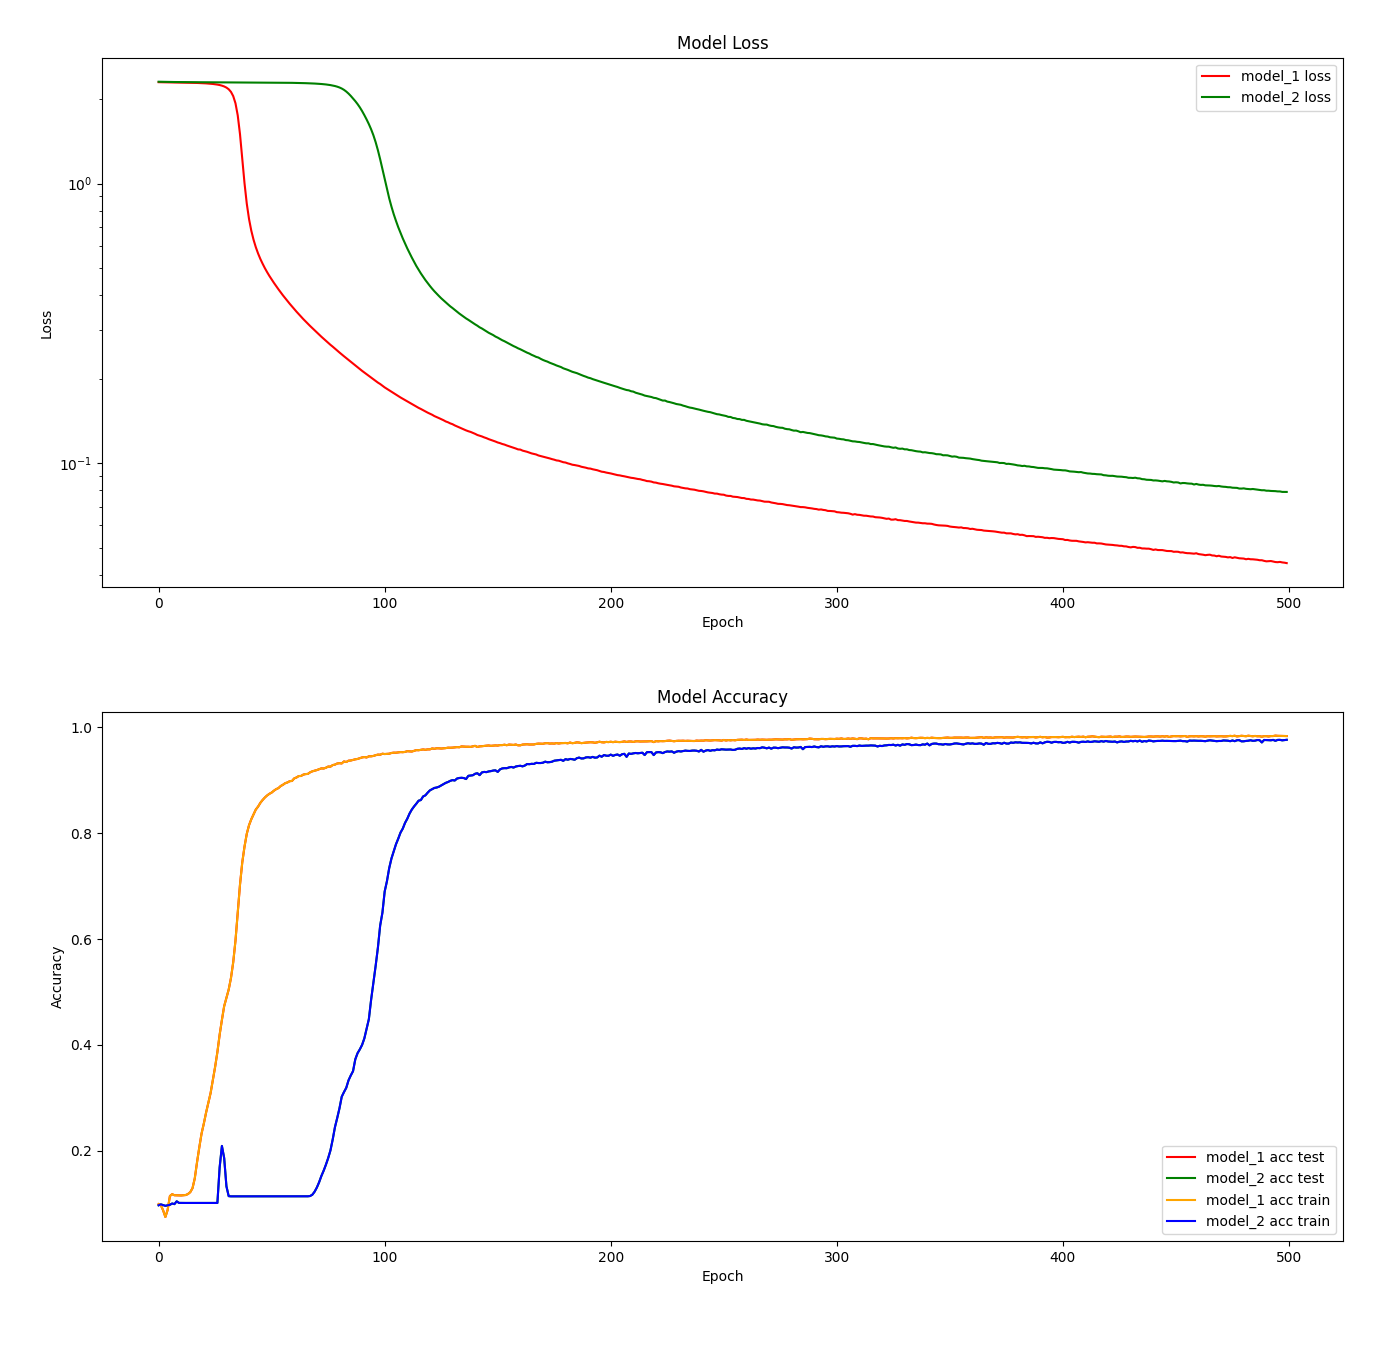 Model Loss
model_1 loss
model_2 loss
10^0
10^-1
Loss
0 100 200 300 400 500
Epoch
Model Accuracy
1.0
0.8
0.6
0.4
0.2
Accuracy
model_1 acc test
model_2 acc test
model_1 acc train
model_2 acc train
0 100 200 300 400 500
Epoch